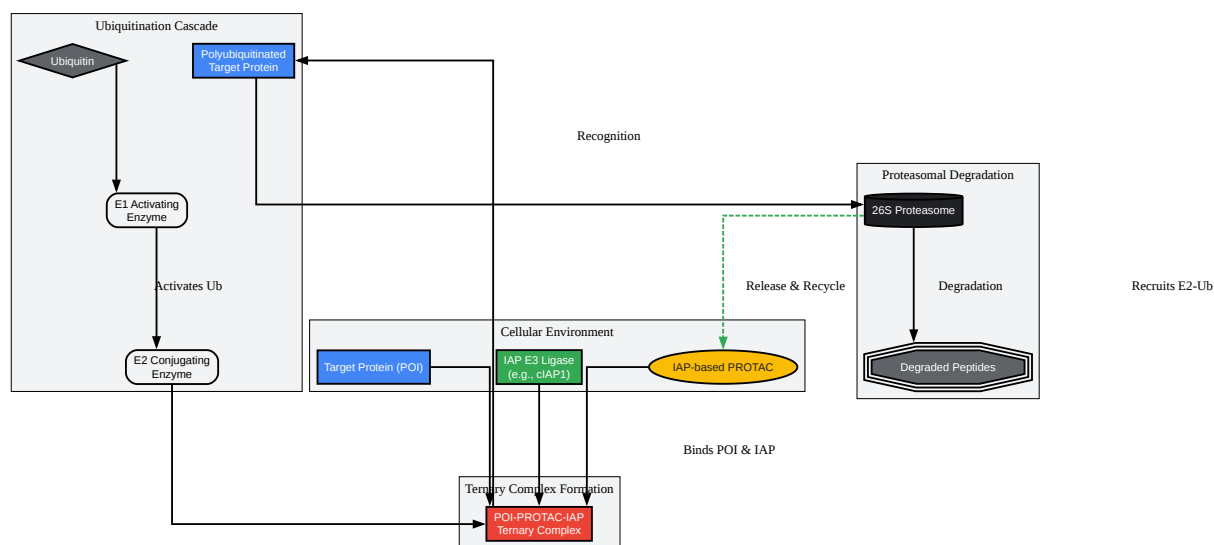 Ubiquitination Cascade
Ubiquitin
Polyubiquitinated
Target Protein
Recognition
Proteasomal Degradation
E1 Activating
Enzyme
26S Proteasome
Activates Ub
Release & Recycle
Degradation
Recruits E2-Ub
Cellular Environment
E2 Conjugating
Enzyme
Target Protein (POI)
IAP E3 Ligase
(e.g., cIAP1)
IAP-based PROTAC
Degraded Peptides
Binds POI & IAP
Ternary Complex Formation
POI-PROTAC-IAP
Ternary Complex